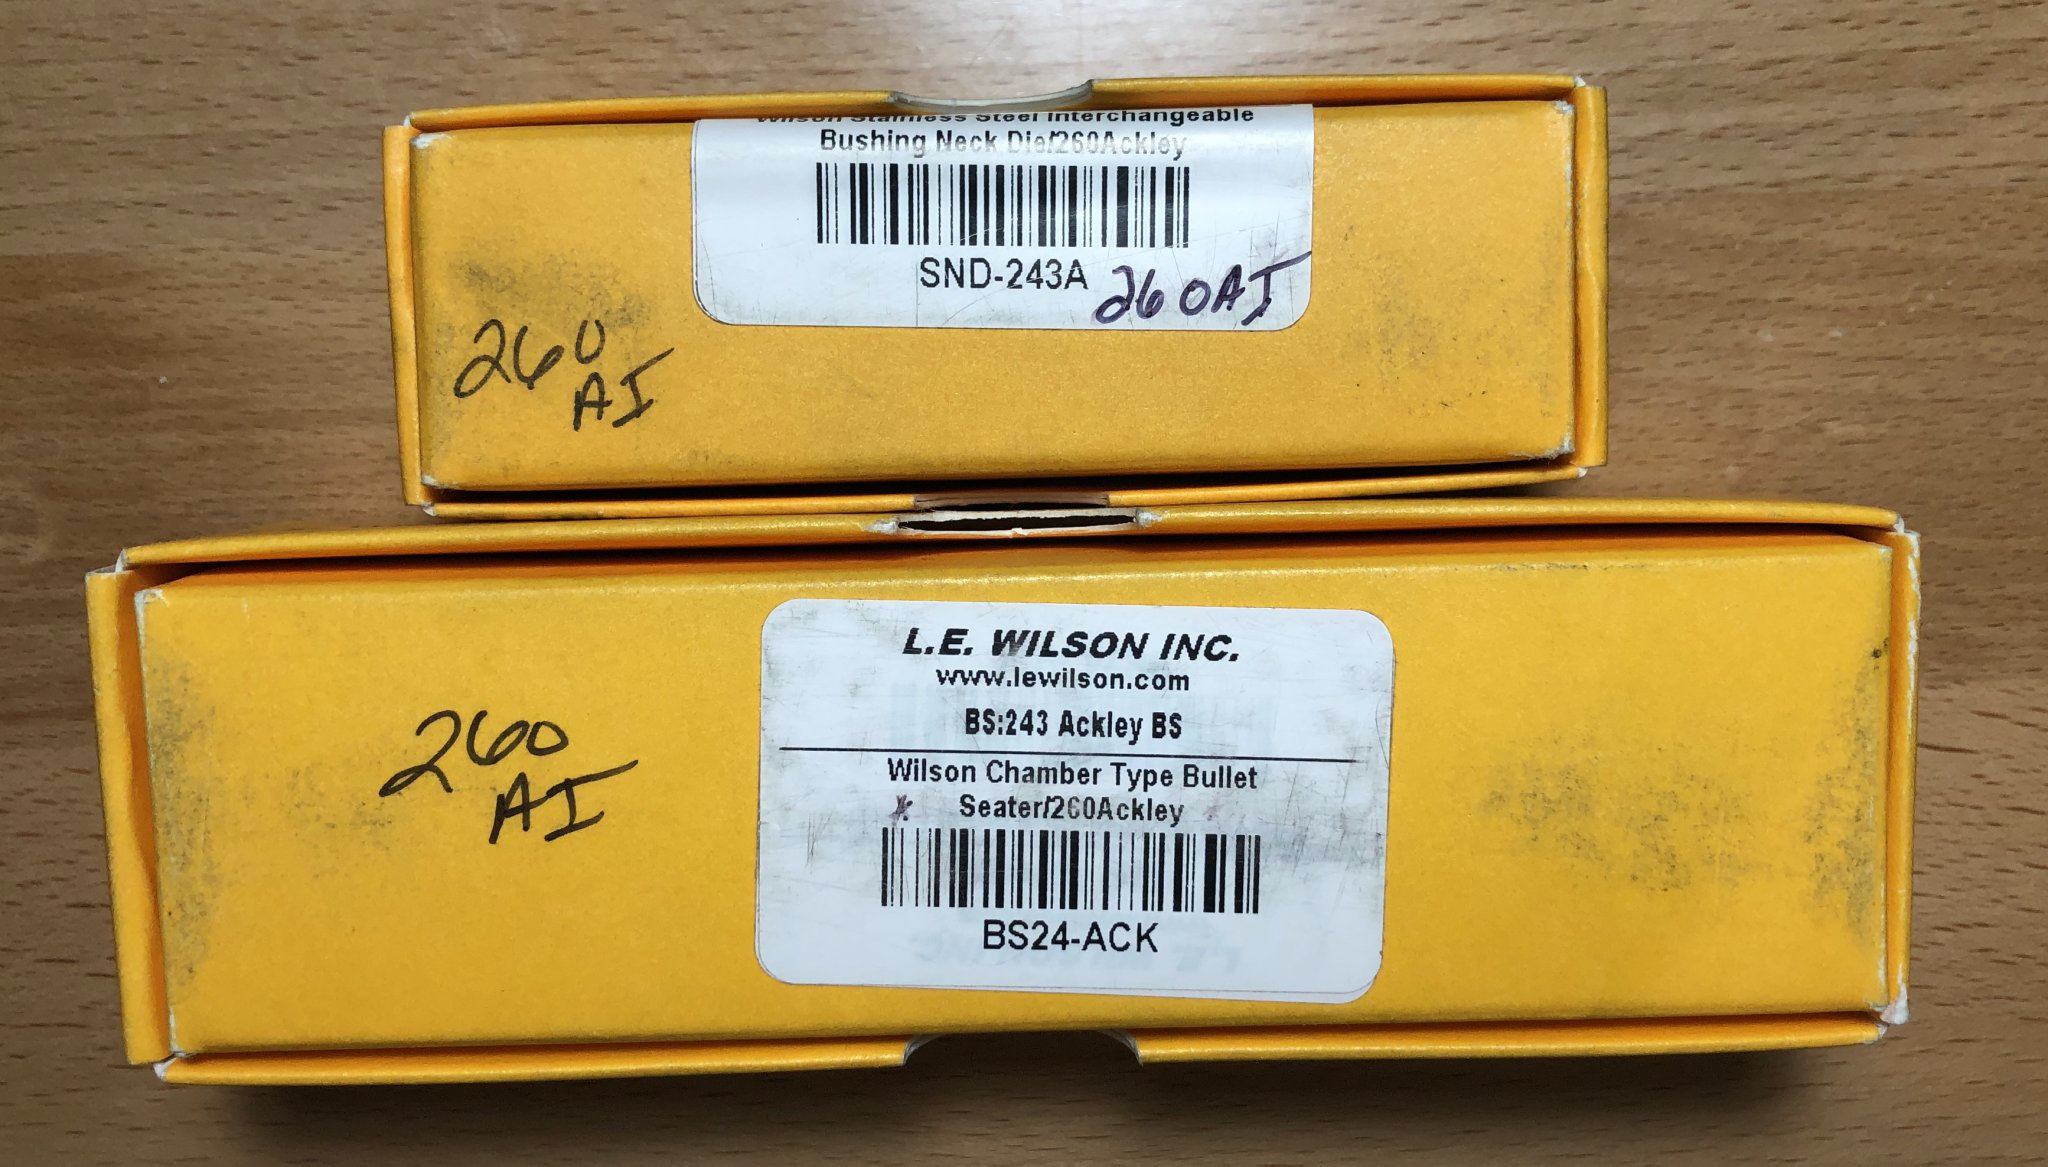 Wilson Stainless Steel Interchangeable
Bushing Neck Die/260Ackley
SND-243A
260AI
260
AI
L.E. WILSON INC.
www.lewilson.com
BS:243 Ackley BS
Wilson Chamber Type Bullet
* Seater/260Ackley *
BS24-ACK
260
AI